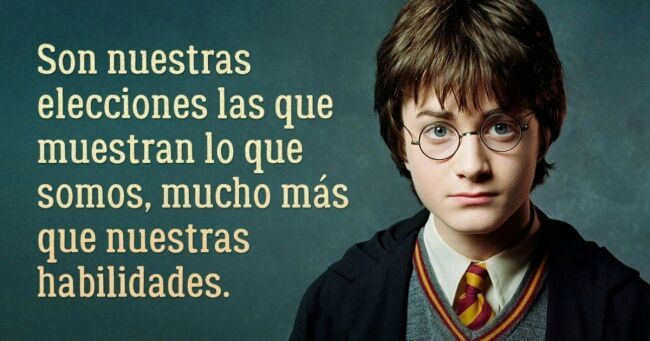 Son nuestras
elecciones las que
muestran lo que
somos, mucho más
que nuestras
habilidades.